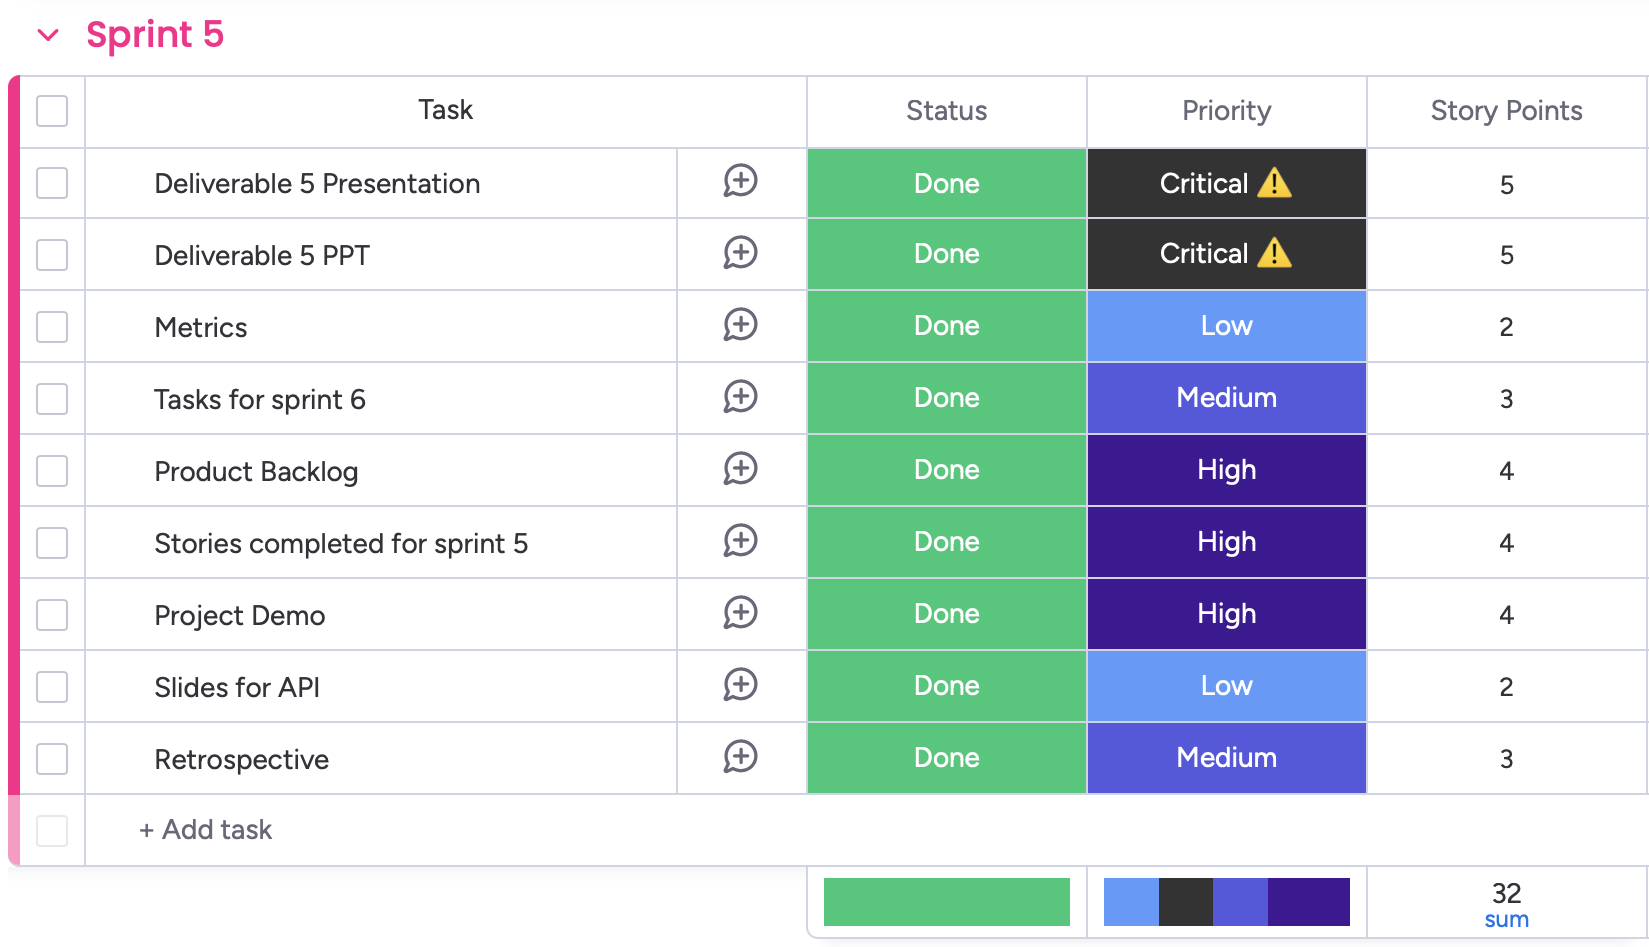 Sprint 5
Task Status Priority Story Points
Deliverable 5 Presentation Done Critical ⚠️ 5
Deliverable 5 PPT Done Critical ⚠️ 5
Metrics Done Low 2
Tasks for sprint 6 Done Medium 3
Product Backlog Done High 4
Stories completed for sprint 5 Done High 4
Project Demo Done High 4
Slides for API Done Low 2
Retrospective Done Medium 3
+ Add task
32
sum